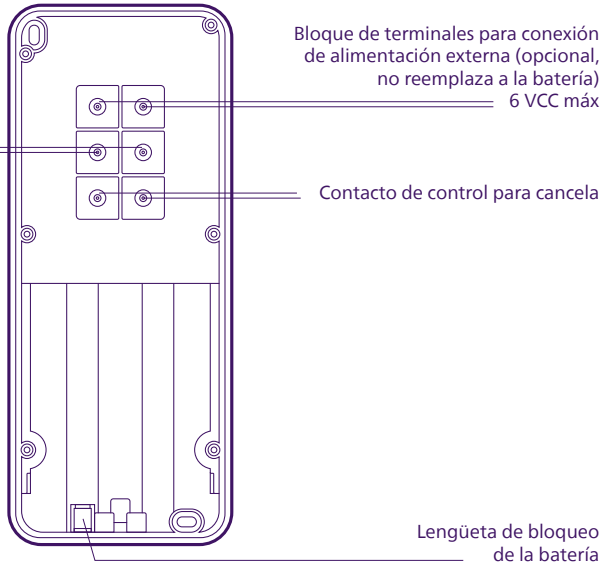 Bloque de terminales para conexión
de alimentación externa (opcional,
no reemplaza a la batería)
6 VCC máx
Contacto de control para cancela
Lengüeta de bloqueo
de la batería